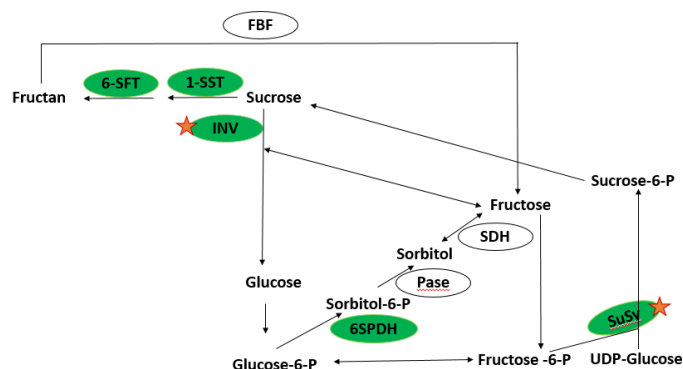 FBF
6-SFT
1-SST
Fructan
Sucrose
INV
Sucrose-6-P
Fructose
SDH
Sorbitol
Glucose
Pase
Sorbitol-6-P
SuSy
6SPDH
Glucose-6-P
Fructose -6-P
UDP-Glucose